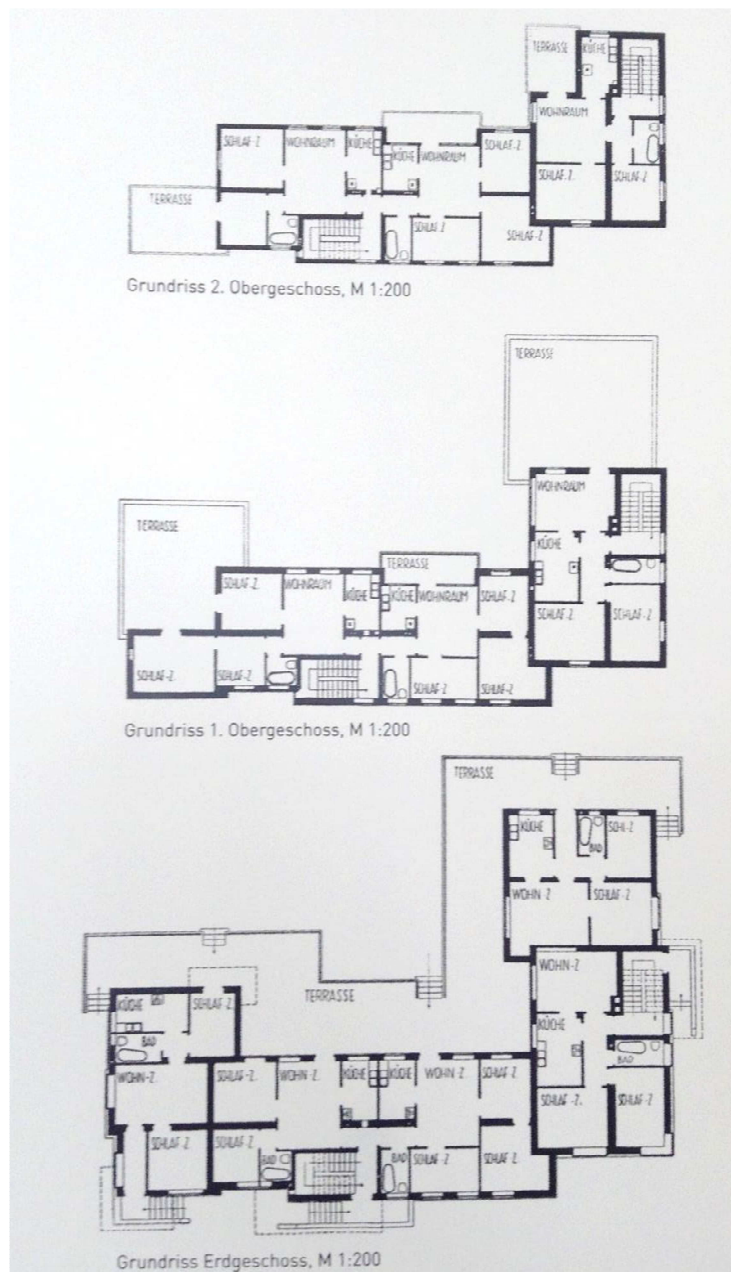 TERRASSE KÜCHE
WOHNRAUM
SCHLAF-Z. SCHLAF-Z
SCHLAF-Z. WOHNRAUM KÜCHE
KÜCHE WOHNRAUM SCHLAF-Z.
TERRASSE
SCHLAF-Z SCHLAF-Z.
Grundriss 2. Obergeschoss, M 1:200
TERRASSE
WOHNRAUM
KÜCHE
SCHLAF-Z. SCHLAF-Z.
TERRASSE
TERRASSE
SCHLAF-Z. WOHNRAUM KÜCHE KÜCHE WOHNRAUM SCHLAF-Z.
SCHLAF-Z. SCHLAF-Z. SCHLAF-Z SCHLAF-Z.
Grundriss 1. Obergeschoss, M 1:200
TERRASSE
KÜCHE BAD SCHL-Z
WOHN-Z SCHLAF-Z.
WOHN-Z
KÜCHE BAD
SCHLAF-Z. SCHLAF-Z
TERRASSE
KÜCHE SCHLAF-Z.
BAD
WOHN-Z. SCHLAF-Z. WOHN-Z. KÜCHE KÜCHE WOHN-Z. SCHLAF-Z.
SCHLAF-Z SCHLAF-Z. BAD BAD SCHLAF-Z SCHLAF-Z.
Grundriss Erdgeschoss, M 1:200